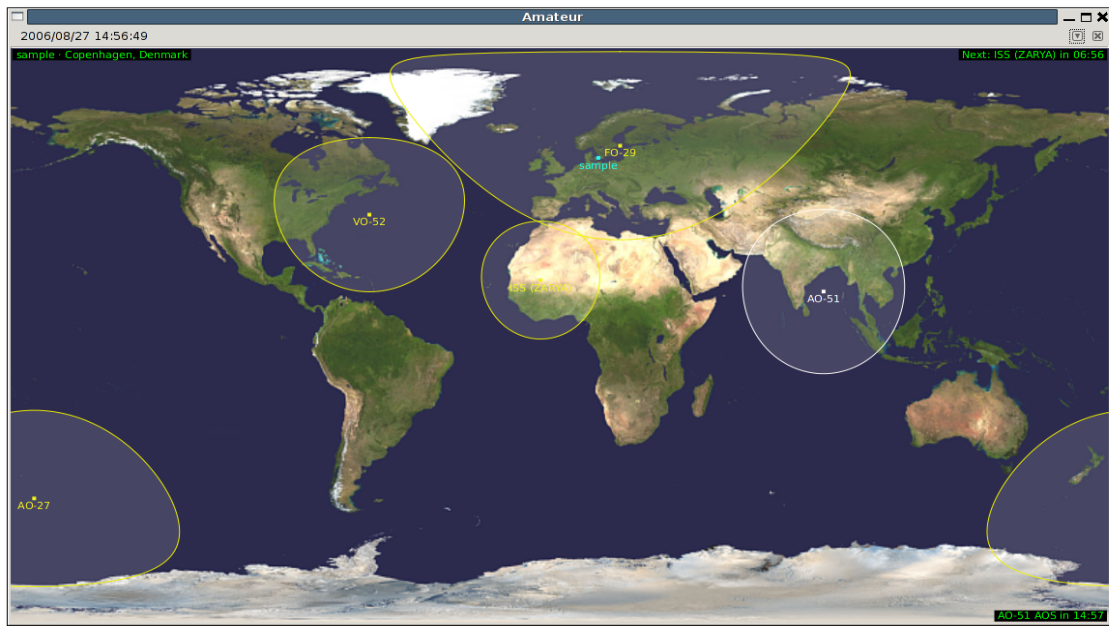 Amateur
2006/08/27 14:56:49
sample · Copenhagen, Denmark
Next: ISS (ZARYA) in 06:56
FO-29
sample
VO-52
ISS (ZARYA)
AO-51
AO-27
AO-51 AOS in 14:57